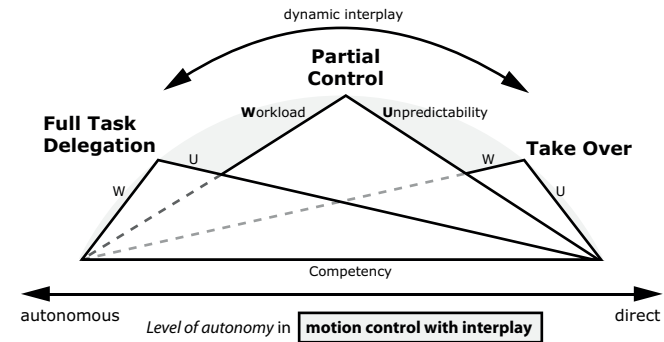 dynamic interplay
Partial
Control
Workload
Unpredictability
Full Task
Delegation
U
W
Take Over
W
U
Competency
autonomous
direct
Level of autonomy in motion control with interplay